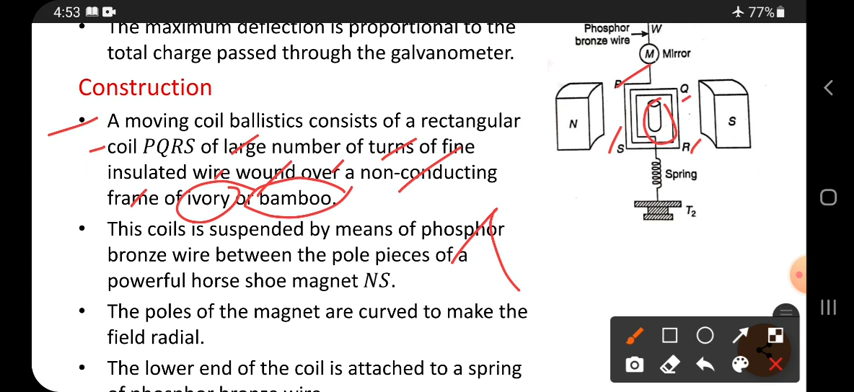 4:53
77%
• The maximum deflection is proportional to the
total charge passed through the galvanometer.
Construction
• A moving coil ballistics consists of a rectangular
coil PQRS of large number of turns of fine
insulated wire wound over a non-conducting
frame of ivory or bamboo.
• This coils is suspended by means of phosphor
bronze wire between the pole pieces of a
powerful horse shoe magnet NS.
• The poles of the magnet are curved to make the
field radial.
• The lower end of the coil is attached to a spring
of phosphor bronze wire
Phosphor
bronze wire
W
M Mirror
P
Q
N
S
S
R
Spring
T₂